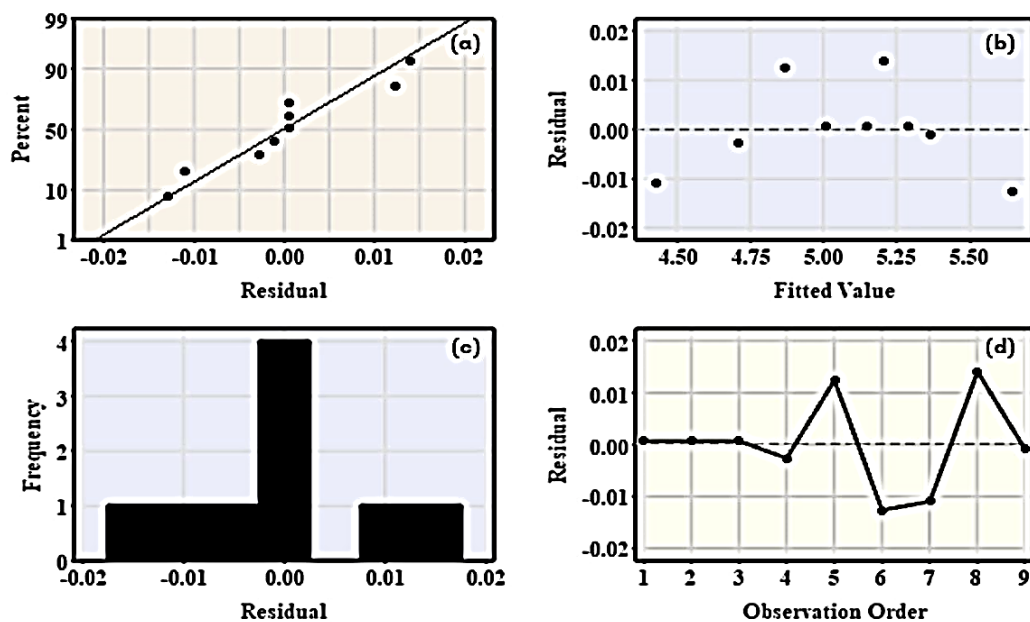 99
90
50
10
1
Percent
(a)
-0.02 -0.01 0.00 0.01 0.02
Residual
0.02
0.01
0.00
-0.01
-0.02
Residual
(b)
4.50 4.75 5.00 5.25 5.50
Fitted Value
4
3
2
1
0
Frequency
(c)
-0.02 -0.01 0.00 0.01 0.02
Residual
0.02
0.01
0.00
-0.01
-0.02
Residual
(d)
1 2 3 4 5 6 7 8 9
Observation Order